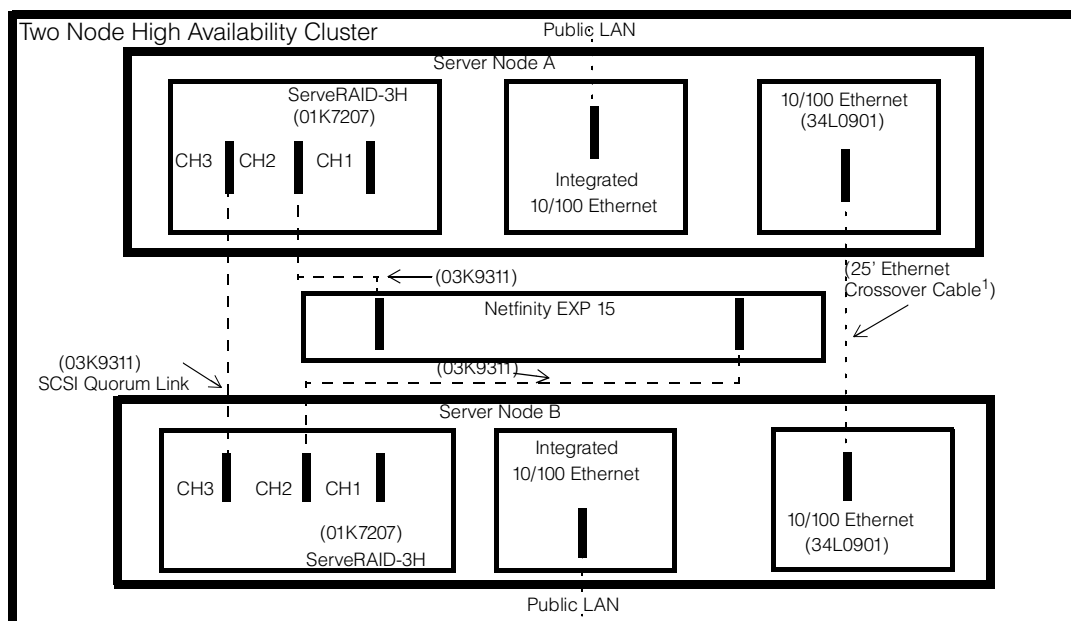 Two Node High Availability Cluster
Public LAN
Server Node A
ServeRAID-3H
(01K7207)
CH3 CH2 CH1
Integrated
10/100 Ethernet
10/100 Ethernet
(34L0901)
(03K9311)
(25' Ethernet
Crossover Cable1)
Netfinity EXP 15
(03K9311)
SCSI Quorum Link
(03K9311)
Server Node B
CH3 CH2 CH1
(01K7207)
ServeRAID-3H
Integrated
10/100 Ethernet
10/100 Ethernet
(34L0901)
Public LAN